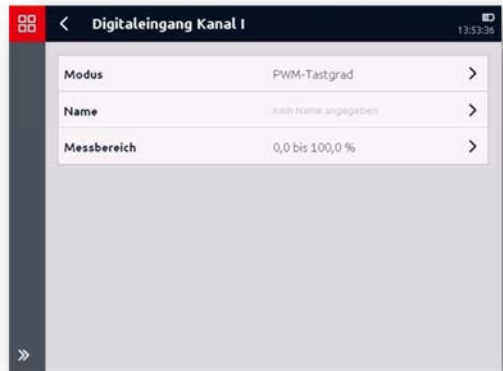 Digitaleingang Kanal I
13:53:36
Modus PWM-Tastgrad
Name Kein Name angegeben
Messbereich 0,0 bis 100,0 %